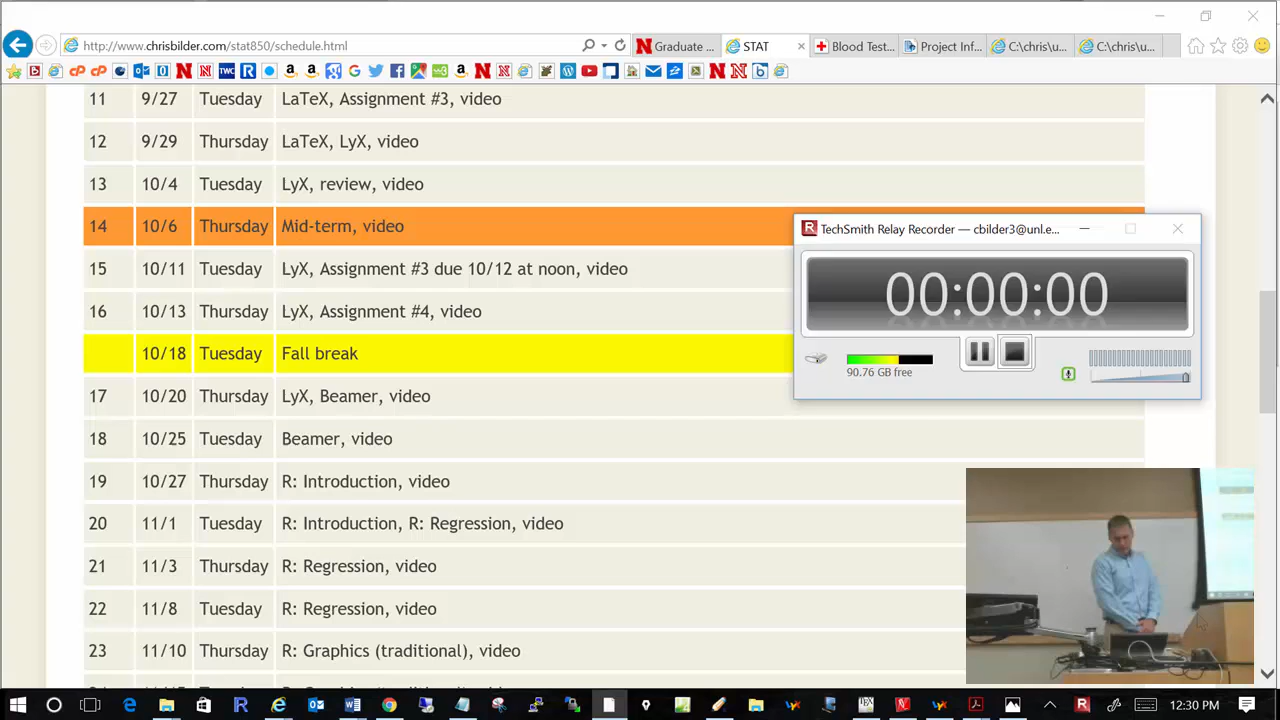 http://www.chrisbilder.com/stat850/schedule.html
Graduate ...
STAT
Blood Test...
Project Inf...
C:\chris\u...
C:\chris\u...
11 9/27 Tuesday LaTeX, Assignment #3, video
12 9/29 Thursday LaTeX, LyX, video
13 10/4 Tuesday LyX, review, video
14 10/6 Thursday Mid-term, video
15 10/11 Tuesday LyX, Assignment #3 due 10/12 at noon, video
16 10/13 Thursday LyX, Assignment #4, video
10/18 Tuesday Fall break
17 10/20 Thursday LyX, Beamer, video
18 10/25 Tuesday Beamer, video
19 10/27 Thursday R: Introduction, video
20 11/1 Tuesday R: Introduction, R: Regression, video
21 11/3 Thursday R: Regression, video
22 11/8 Tuesday R: Regression, video
23 11/10 Thursday R: Graphics (traditional), video
TechSmith Relay Recorder — cbilder3@unl.e...
00:00:00
90.76 GB free
12:30 PM